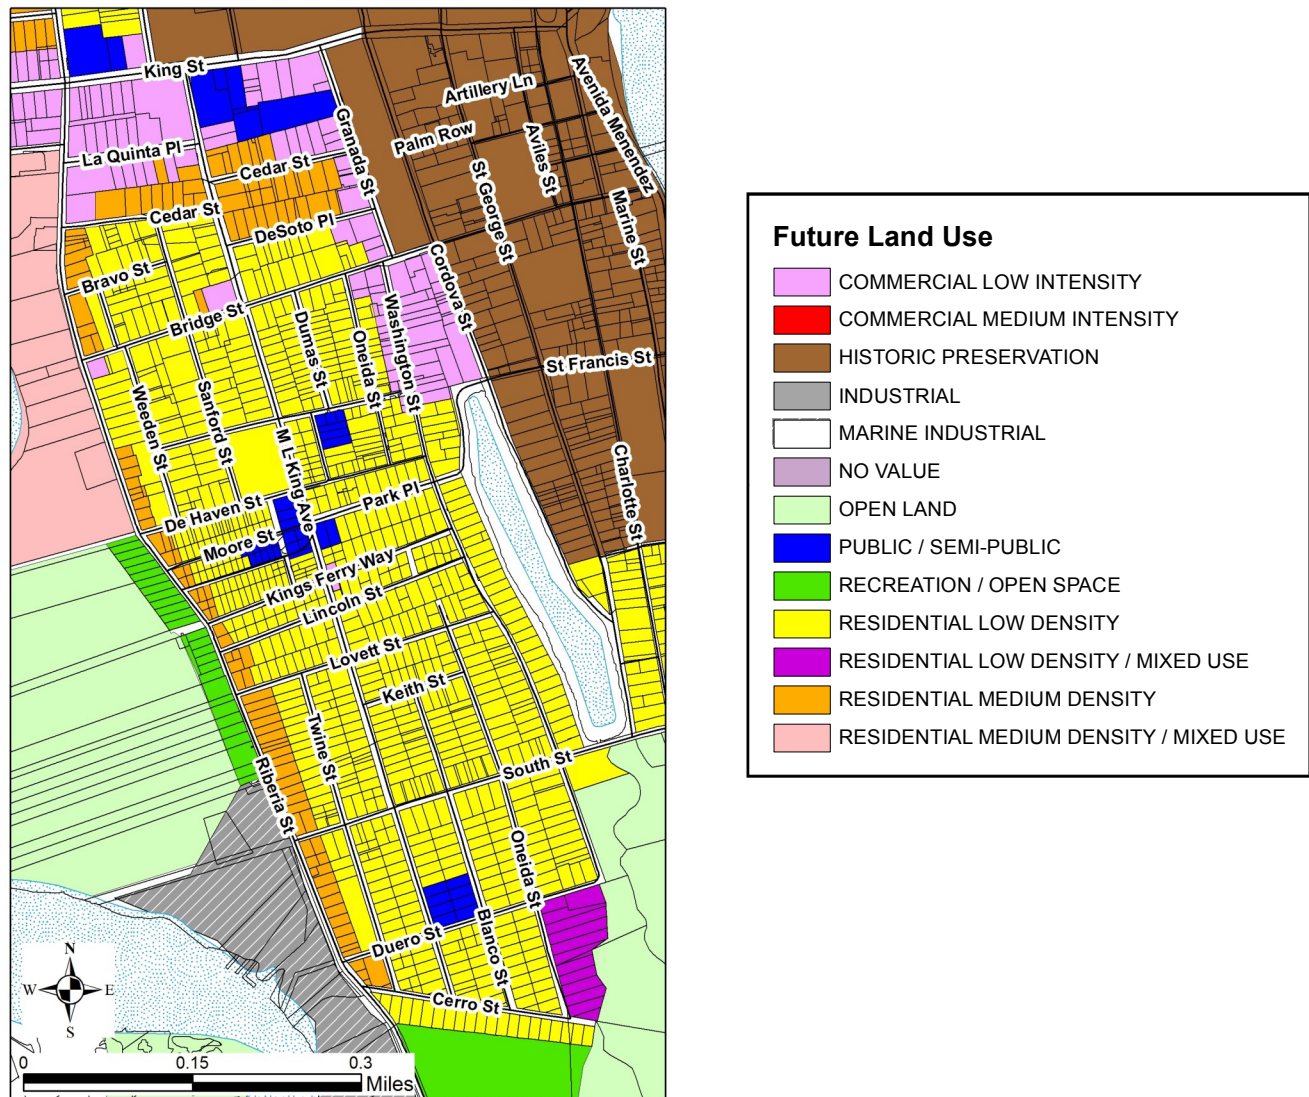 King St
Artillery Ln
Avenida Menendez
Granada St
Palm Row
Aviles St
La Quinta Pl
Cedar St
St George St
Marine St
Cedar St
DeSoto Pl
Bravo St
Cordova St
Bridge St
Dumas St
Oneida St
Washington St
St Francis St
Weeden St
Sanford St
M L King Ave
Charlotte St
De Haven St
Park Pl
Moore St
Kings Ferry Way
Lincoln St
Lovett St
Keith St
Twine St
South St
Riberia St
Oneida St
Duero St
Blanco St
Cerro St
N
W
E
S
0
0.15
0.3
Miles
Future Land Use
COMMERCIAL LOW INTENSITY
COMMERCIAL MEDIUM INTENSITY
HISTORIC PRESERVATION
INDUSTRIAL
MARINE INDUSTRIAL
NO VALUE
OPEN LAND
PUBLIC / SEMI-PUBLIC
RECREATION / OPEN SPACE
RESIDENTIAL LOW DENSITY
RESIDENTIAL LOW DENSITY / MIXED USE
RESIDENTIAL MEDIUM DENSITY
RESIDENTIAL MEDIUM DENSITY / MIXED USE